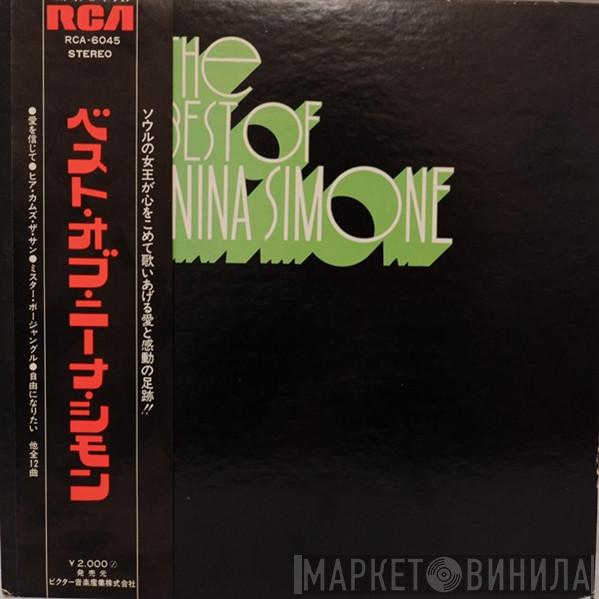 RCA
RCA-6045
STEREO
ベスト・オブ・ニーナ・シモン
ソウルの女王が心をこめて歌いあげる愛と感動の足跡!!
●愛を信じて●ヒア・カムズ・ザ・サン●ミスター・ボージャングル●自由になりたい 他全12曲
¥2,000
発売元
ビクター音楽産業株式会社
The
BEST OF
NINA SIMONE
МАРКЕТ ВИНИЛА